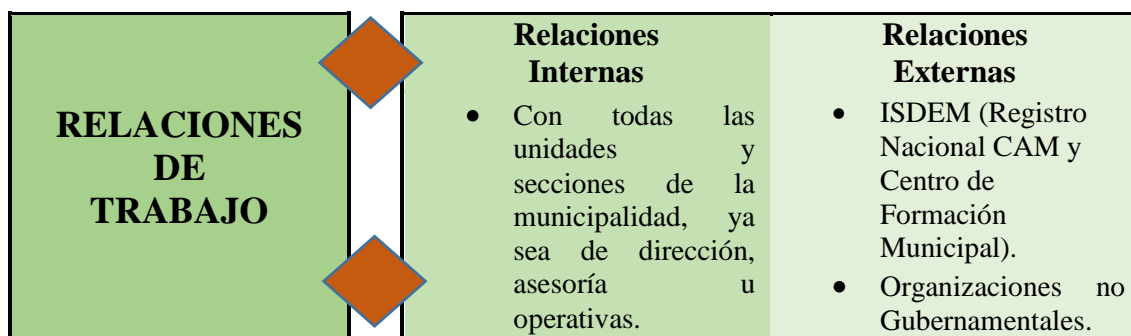 RELACIONES
DE
TRABAJO
Relaciones
Internas
• Con todas las
unidades y
secciones de la
municipalidad, ya
sea de dirección,
asesoría u
operativas.
Relaciones
Externas
• ISDEM (Registro
Nacional CAM y
Centro de
Formación
Municipal).
• Organizaciones no
Gubernamentales.